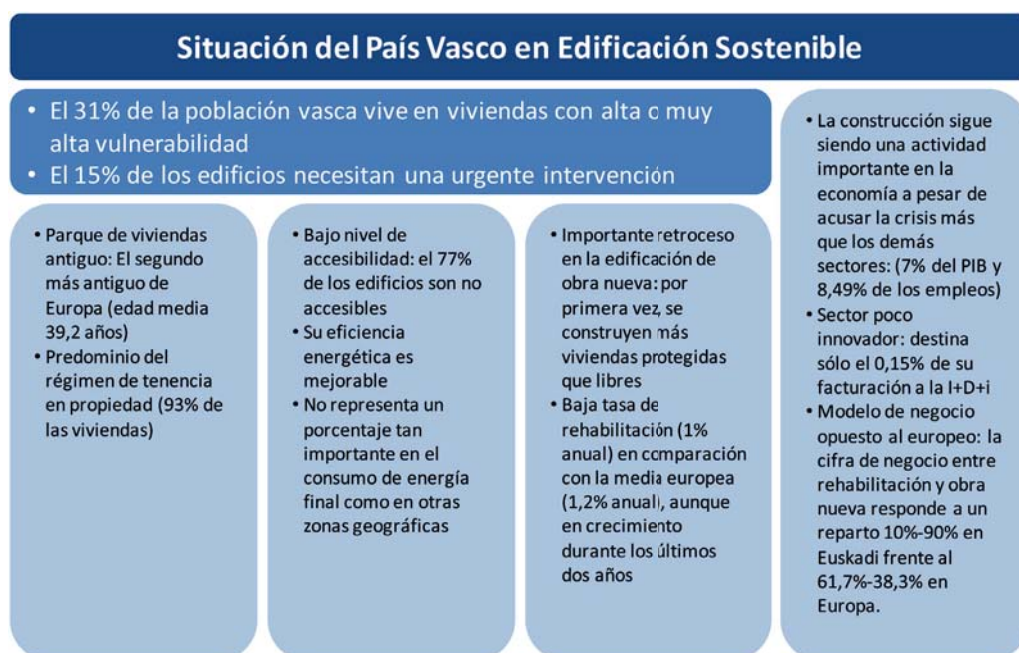 Situación del País Vasco en Edificación Sostenible
• El 31% de la población vasca vive en viviendas con alta o muy
alta vulnerabilidad
• El 15% de los edificios necesitan una urgente intervención
• Parque de viviendas
antiguo: El segundo
más antiguo de
Europa (edad media
39,2 años)
• Predominio del
régimen de tenencia
en propiedad (93% de
las viviendas)
• Bajo nivel de
accesibilidad: el 77%
de los edificios son no
accesibles
• Su eficiencia
energética es
mejorable
• No representa un
porcentaje tan
importante en el
consumo de energía
final como en otras
zonas geográficas
• Importante retroceso
en la edificación de
obra nueva: por
primera vez, se
construyen más
viviendas protegidas
que libres
• Baja tasa de
rehabilitación (1%
anual) en comparación
con la media europea
(1,2% anual), aunque
en crecimiento
durante los últimos
dos años
• La construcción sigue
siendo una actividad
importante en la
economía a pesar de
acusar la crisis más
que los demás
sectores: (7% del PIB y
8,49% de los empleos)
• Sector poco
innovador: destina
sólo el 0,15% de su
facturación a la I+D+i
• Modelo de negocio
opuesto al europeo: la
cifra de negocio entre
rehabilitación y obra
nueva responde a un
reparto 10%-90% en
Euskadi frente al
61,7%-38,3% en
Europa.